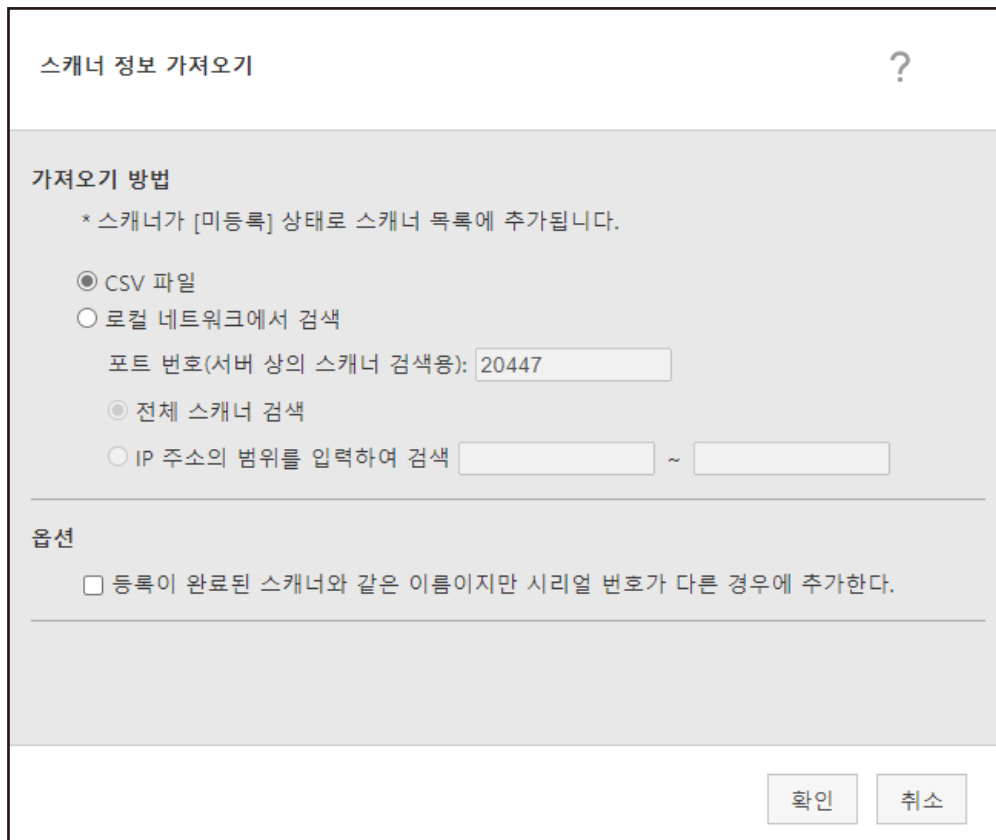 스캐너 정보 가져오기 ?
가져오기 방법
* 스캐너가 [미등록] 상태로 스캐너 목록에 추가됩니다.
CSV 파일
로컬 네트워크에서 검색
포트 번호(서버 상의 스캐너 검색용): 20447
전체 스캐너 검색
IP 주소의 범위를 입력하여 검색 ~
옵션
등록이 완료된 스캐너와 같은 이름이지만 시리얼 번호가 다른 경우에 추가한다.
확인 취소